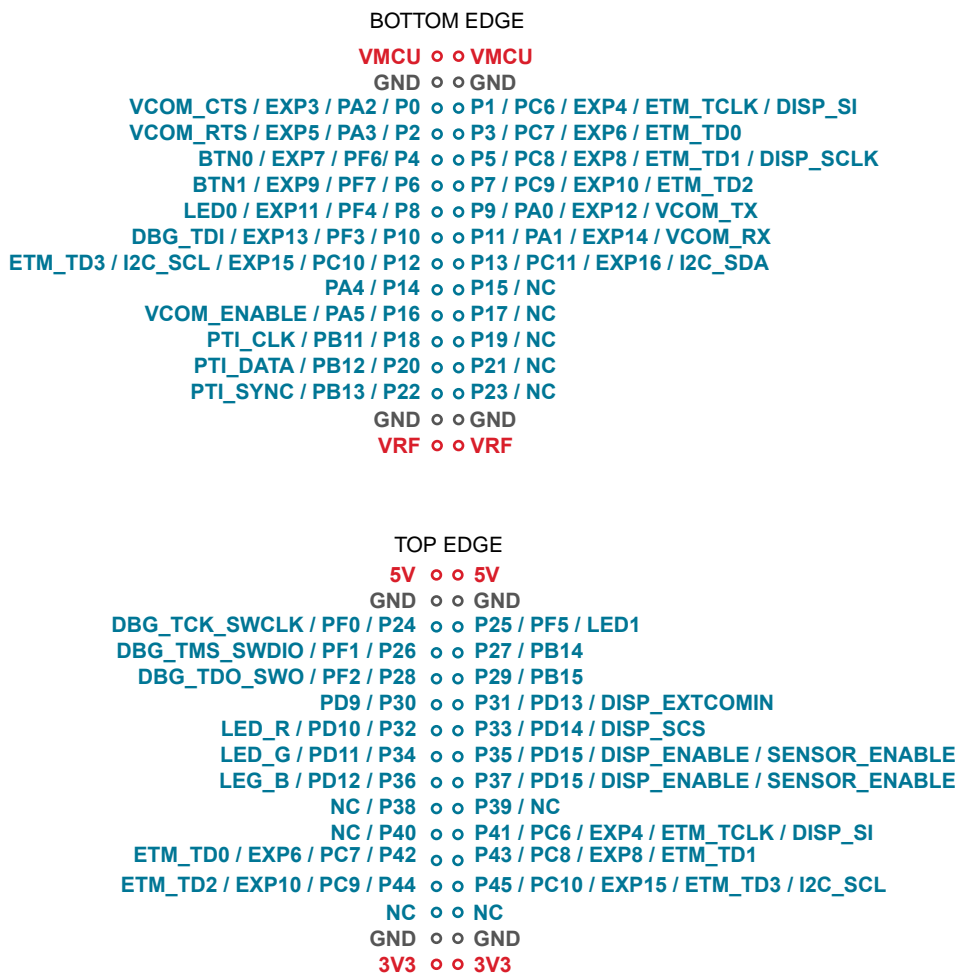 BOTTOM EDGE
VMCU VMCU
GND GND
VCOM_CTS / EXP3 / PA2 / P0 P1 / PC6 / EXP4 / ETM_TCLK / DISP_SI
VCOM_RTS / EXP5 / PA3 / P2 P3 / PC7 / EXP6 / ETM_TD0
BTN0 / EXP7 / PF6/ P4 P5 / PC8 / EXP8 / ETM_TD1 / DISP_SCLK
BTN1 / EXP9 / PF7 / P6 P7 / PC9 / EXP10 / ETM_TD2
LED0 / EXP11 / PF4 / P8 P9 / PA0 / EXP12 / VCOM_TX
DBG_TDI / EXP13 / PF3 / P10 P11 / PA1 / EXP14 / VCOM_RX
ETM_TD3 / I2C_SCL / EXP15 / PC10 / P12 P13 / PC11 / EXP16 / I2C_SDA
PA4 / P14 P15 / NC
VCOM_ENABLE / PA5 / P16 P17 / NC
PTI_CLK / PB11 / P18 P19 / NC
PTI_DATA / PB12 / P20 P21 / NC
PTI_SYNC / PB13 / P22 P23 / NC
GND GND
VRF VRF
TOP EDGE
5V 5V
GND GND
DBG_TCK_SWCLK / PF0 / P24 P25 / PF5 / LED1
DBG_TMS_SWDIO / PF1 / P26 P27 / PB14
DBG_TDO_SWO / PF2 / P28 P29 / PB15
PD9 / P30 P31 / PD13 / DISP_EXTCOMIN
LED_R / PD10 / P32 P33 / PD14 / DISP_SCS
LED_G / PD11 / P34 P35 / PD15 / DISP_ENABLE / SENSOR_ENABLE
LEG_B / PD12 / P36 P37 / PD15 / DISP_ENABLE / SENSOR_ENABLE
NC / P38 P39 / NC
NC / P40 P41 / PC6 / EXP4 / ETM_TCLK / DISP_SI
ETM_TD0 / EXP6 / PC7 / P42 P43 / PC8 / EXP8 / ETM_TD1
ETM_TD2 / EXP10 / PC9 / P44 P45 / PC10 / EXP15 / ETM_TD3 / I2C_SCL
NC NC
GND GND
3V3 3V3